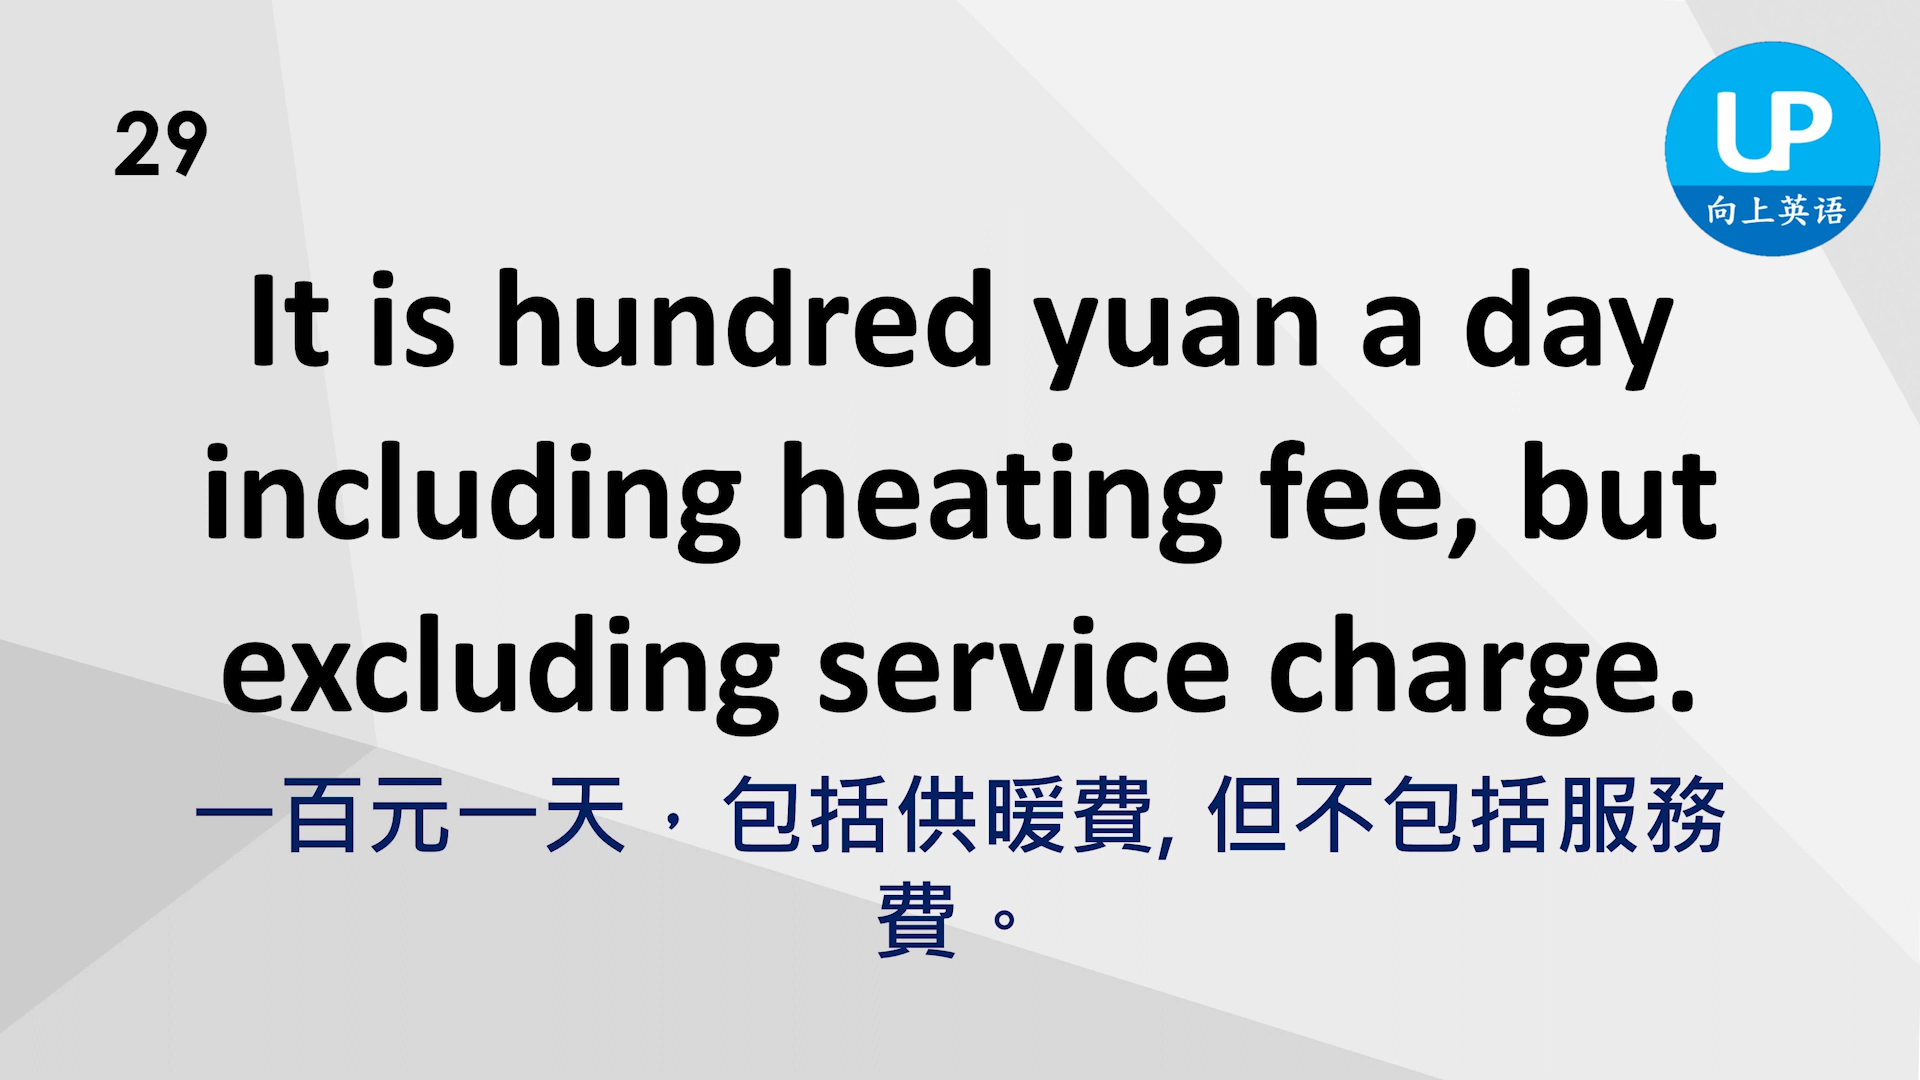 29
UP
向上英语
It is hundred yuan a day
including heating fee, but
excluding service charge.
一百元一天，包括供暖費, 但不包括服務
費。